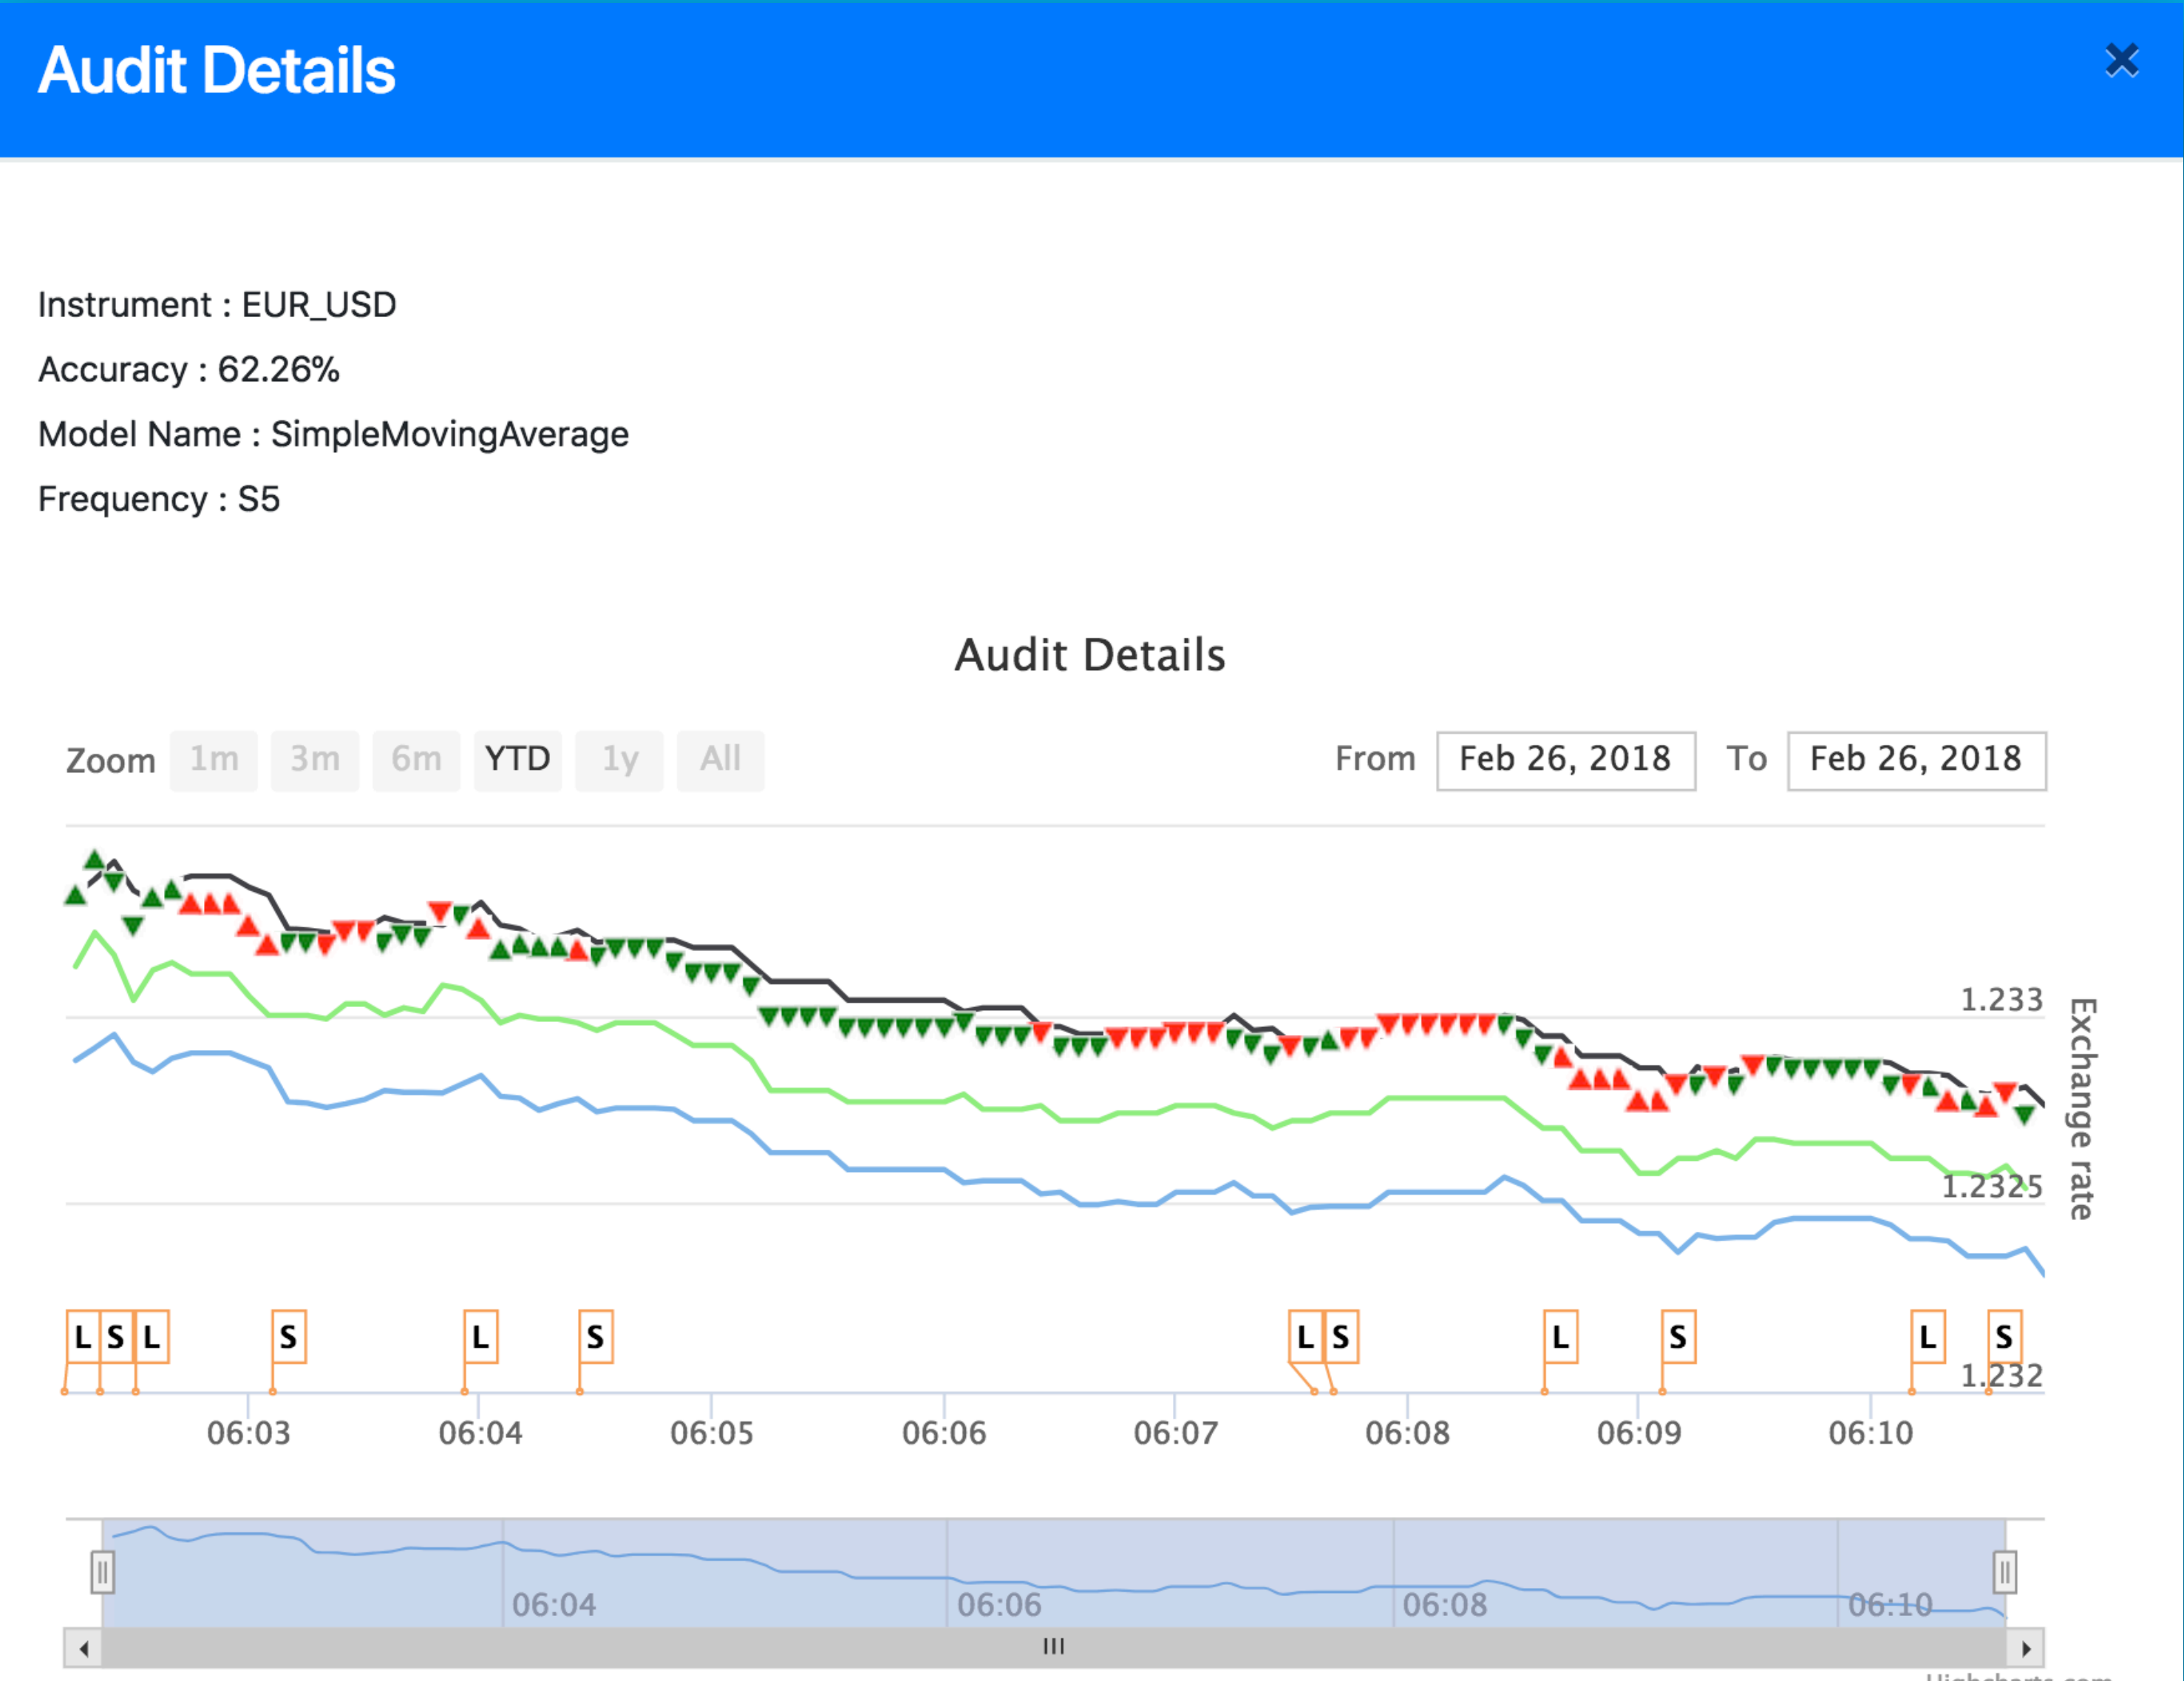 Audit Details
Instrument : EUR_USD
Accuracy : 62.26%
Model Name : SimpleMovingAverage
Frequency : S5
Audit Details
Zoom 1m 3m 6m YTD 1y All From Feb 26, 2018 To Feb 26, 2018
1.233
Exchange rate
1.2325
L S L S L S L S L S L S
1.232
06:03 06:04 06:05 06:06 06:07 06:08 06:09 06:10
06:04 06:06 06:08 06:10
Highcharts.com